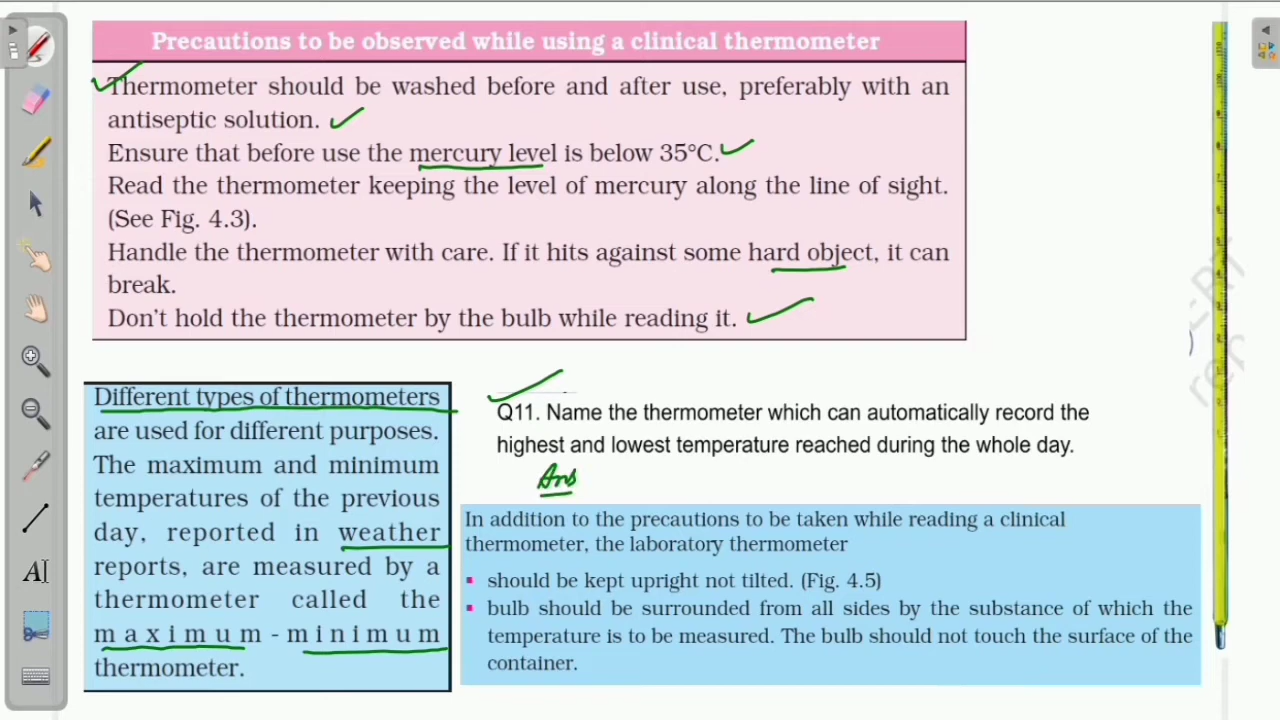 Precautions to be observed while using a clinical thermometer
Thermometer should be washed before and after use, preferably with an
antiseptic solution.
Ensure that before use the mercury level is below 35°C.
Read the thermometer keeping the level of mercury along the line of sight.
(See Fig. 4.3).
Handle the thermometer with care. If it hits against some hard object, it can
break.
Don't hold the thermometer by the bulb while reading it.
Different types of thermometers
are used for different purposes.
The maximum and minimum
temperatures of the previous
day, reported in weather
reports, are measured by a
thermometer called the
maximum - minimum
thermometer.
Q11. Name the thermometer which can automatically record the
highest and lowest temperature reached during the whole day.
Ans
In addition to the precautions to be taken while reading a clinical
thermometer, the laboratory thermometer
▪ should be kept upright not tilted. (Fig. 4.5)
▪ bulb should be surrounded from all sides by the substance of which the
temperature is to be measured. The bulb should not touch the surface of the
container.